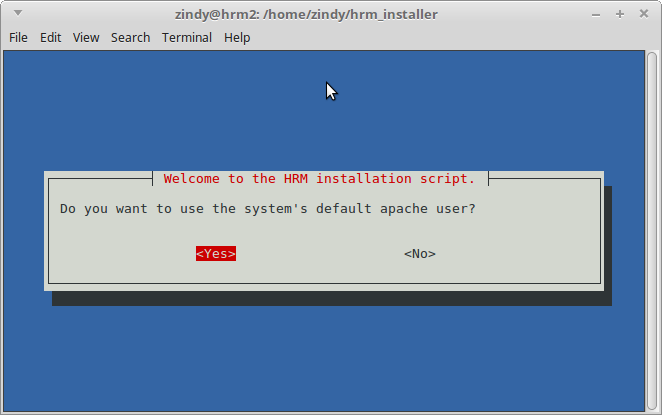 zindy@hrm2: /home/zindy/hrm_installer
File Edit View Search Terminal Help
Welcome to the HRM installation script.
Do you want to use the system's default apache user?
<Yes> <No>